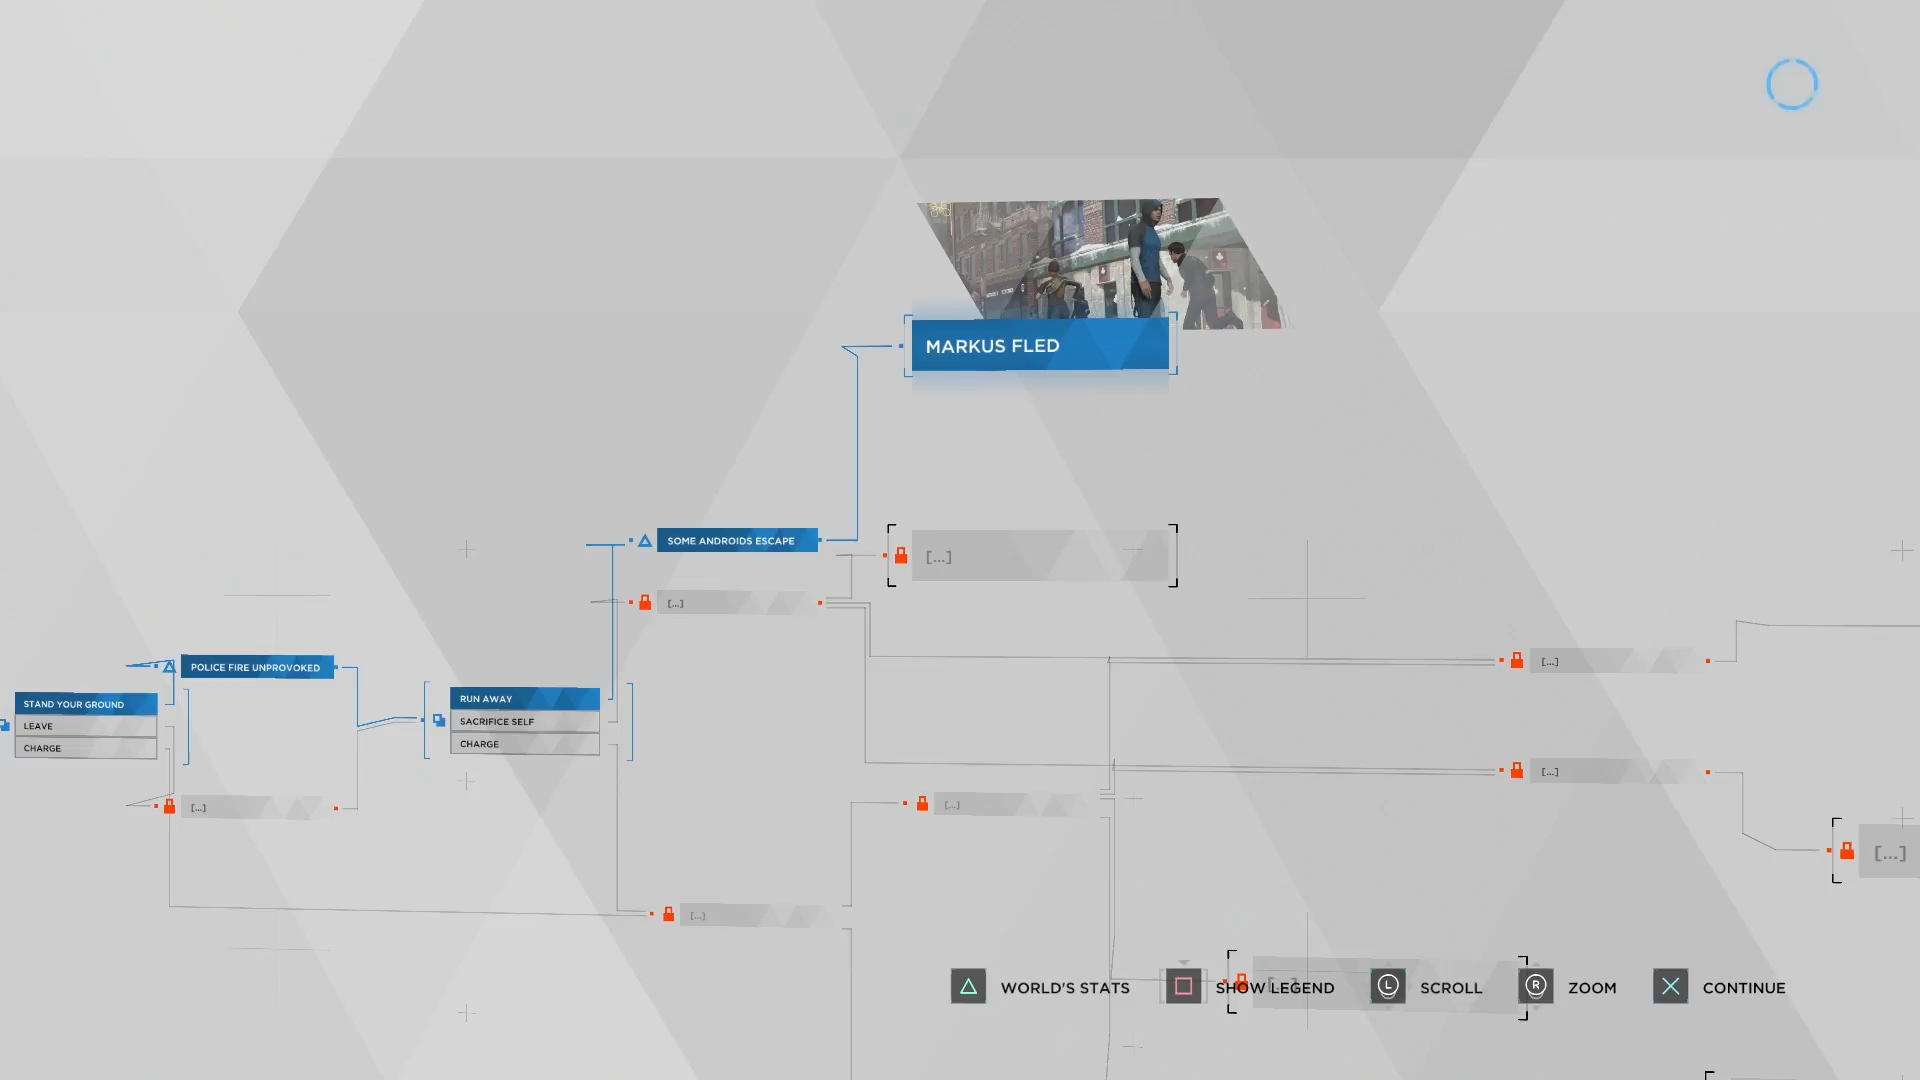 MARKUS FLED
SOME ANDROIDS ESCAPE
[...]
[...]
POLICE FIRE UNPROVOKED
[...]
STAND YOUR GROUND
LEAVE
CHARGE
RUN AWAY
SACRIFICE SELF
CHARGE
[...]
[...]
[...]
[...]
[...]
[...]
WORLD'S STATS
SHOW LEGEND
L
SCROLL
R
ZOOM
CONTINUE